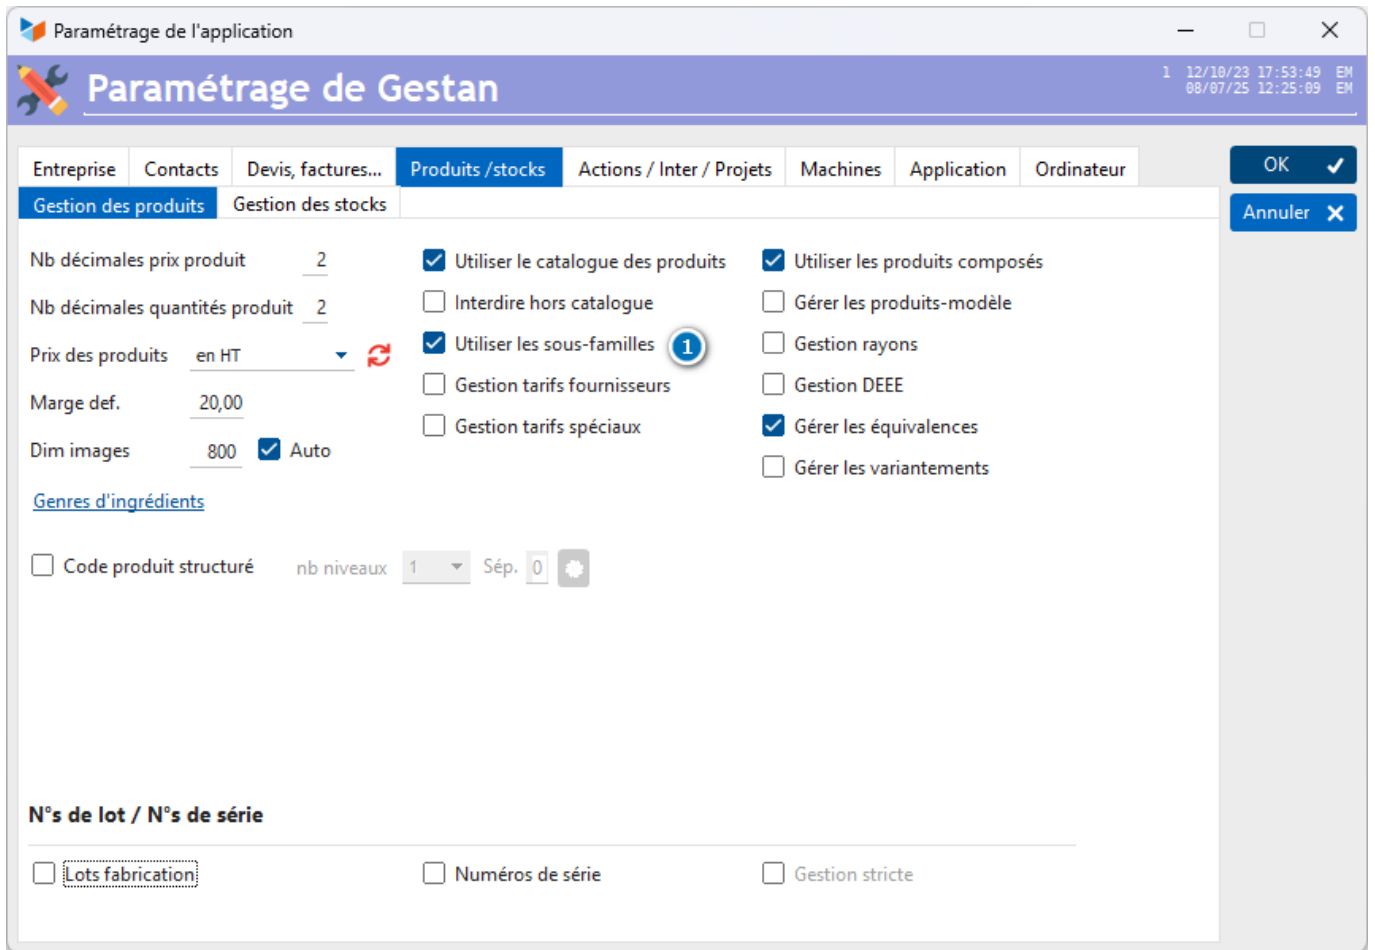 Paramétrage de l'application
Paramétrage de Gestan
1 12/10/23 17:53:49 EM
08/07/25 12:25:09 EM
Entreprise Contacts Devis, factures... Produits /stocks Actions / Inter / Projets Machines Application Ordinateur
OK
Gestion des produits Gestion des stocks
Annuler
Nb décimales prix produit 2
Utiliser le catalogue des produits
Utiliser les produits composés
Nb décimales quantités produit 2
Interdire hors catalogue
Gérer les produits-modèle
Prix des produits en HT
Utiliser les sous-familles 1
Gestion rayons
Marge def. 20,00
Gestion tarifs fournisseurs
Gestion DEEE
Dim images 800 Auto
Gestion tarifs spéciaux
Gérer les équivalences
Gérer les variantements
Genres d'ingrédients
Code produit structuré nb niveaux 1 Sép. 0
N°s de lot / N°s de série
Lots fabrication Numéros de série Gestion stricte